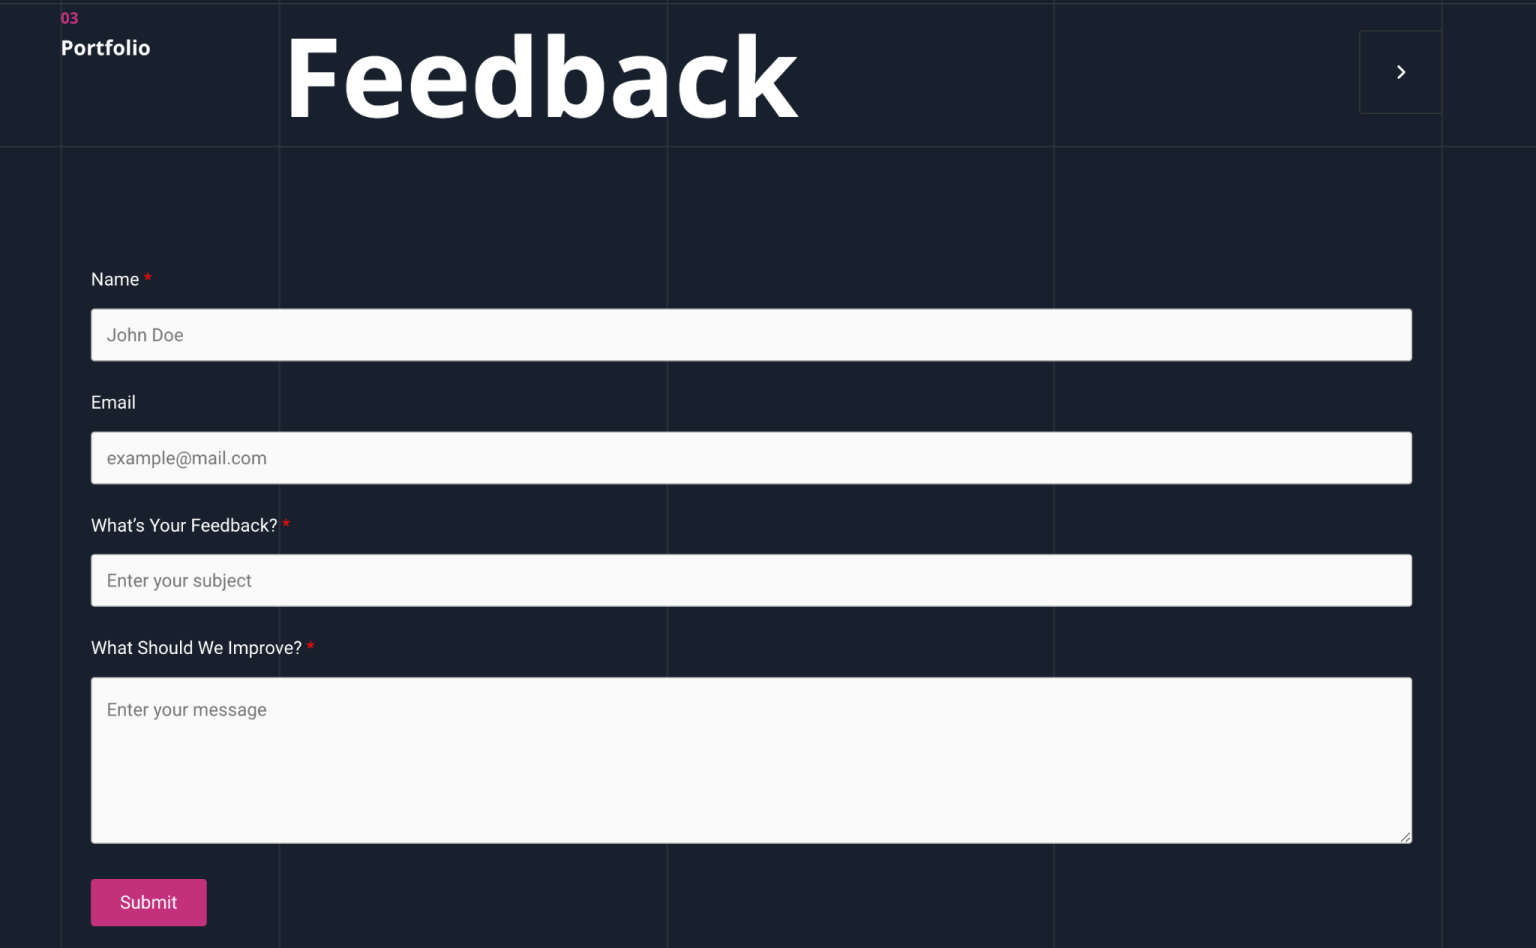 03
Portfolio
Feedback
Name *
John Doe
Email
example@mail.com
What's Your Feedback? *
Enter your subject
What Should We Improve? *
Enter your message
Submit